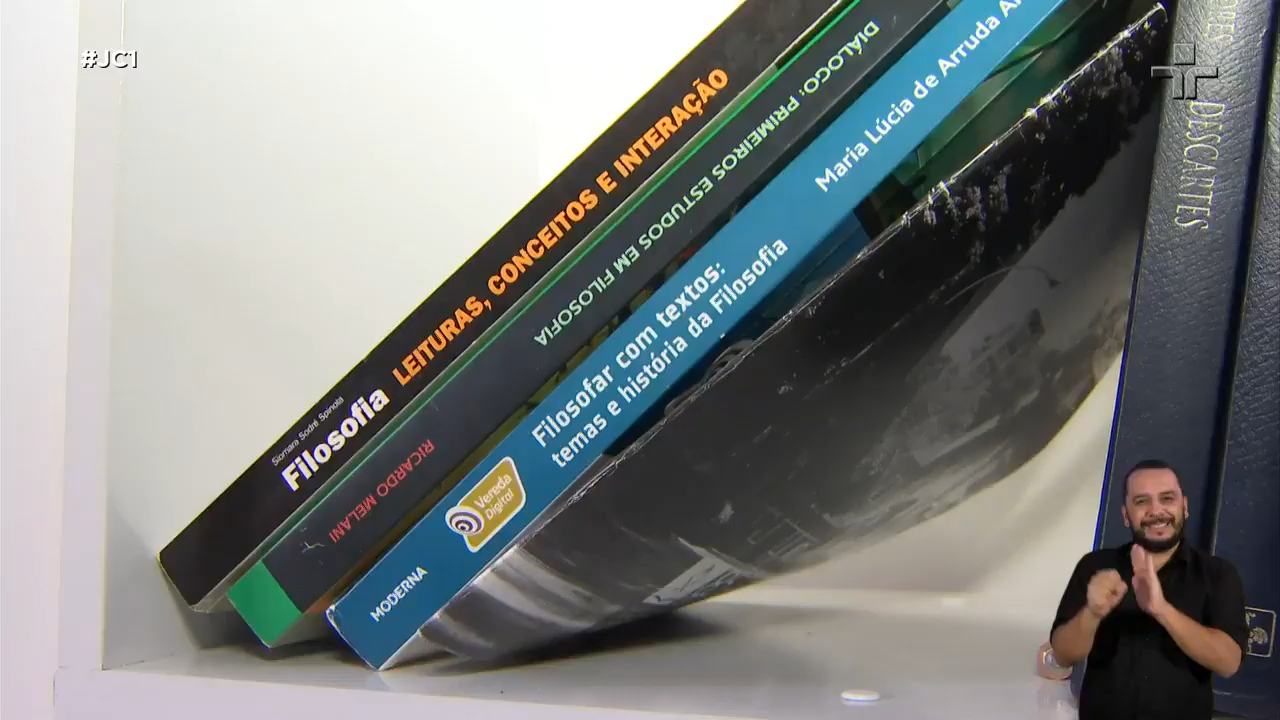 #JC1
Siomara Sodré Spinola
Filosofia LEITURAS, CONCEITOS E INTERAÇÃO
DIÁLOGO: PRIMEIROS ESTUDOS EM FILOSOFIA
RICARDO MELANI
Maria Lúcia de Arruda
Filosofar com textos:
temas e história da Filosofia
Vereda
Digital
MODERNA
DESCARTES